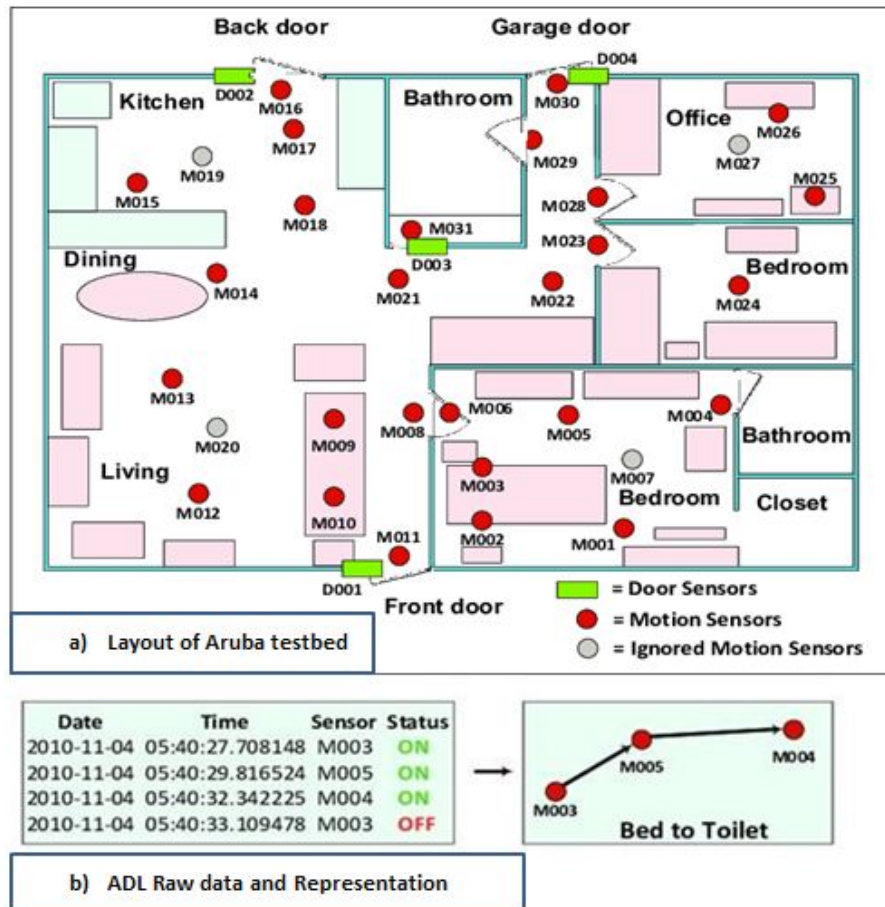 Back door
Garage door
D002
D004
Kitchen
M016
Bathroom
M030
Office
M026
M017
M029
M027
M019
M015
M018
M028
M025
M031
M023
D003
Dining
M014
M021
M022
Bedroom
M024
M013
M006
M004
M020
M009
M008
M005
Bathroom
Living
M003
M007
M012
M010
Bedroom
Closet
M011
M002
M001
D001
Front door
= Door Sensors
= Motion Sensors
= Ignored Motion Sensors
a) Layout of Aruba testbed
Date Time Sensor Status
2010-11-04 05:40:27.708148 M003 ON
2010-11-04 05:40:29.816524 M005 ON
2010-11-04 05:40:32.342225 M004 ON
2010-11-04 05:40:33.109478 M003 OFF
M003
M005
M004
Bed to Toilet
b) ADL Raw data and Representation